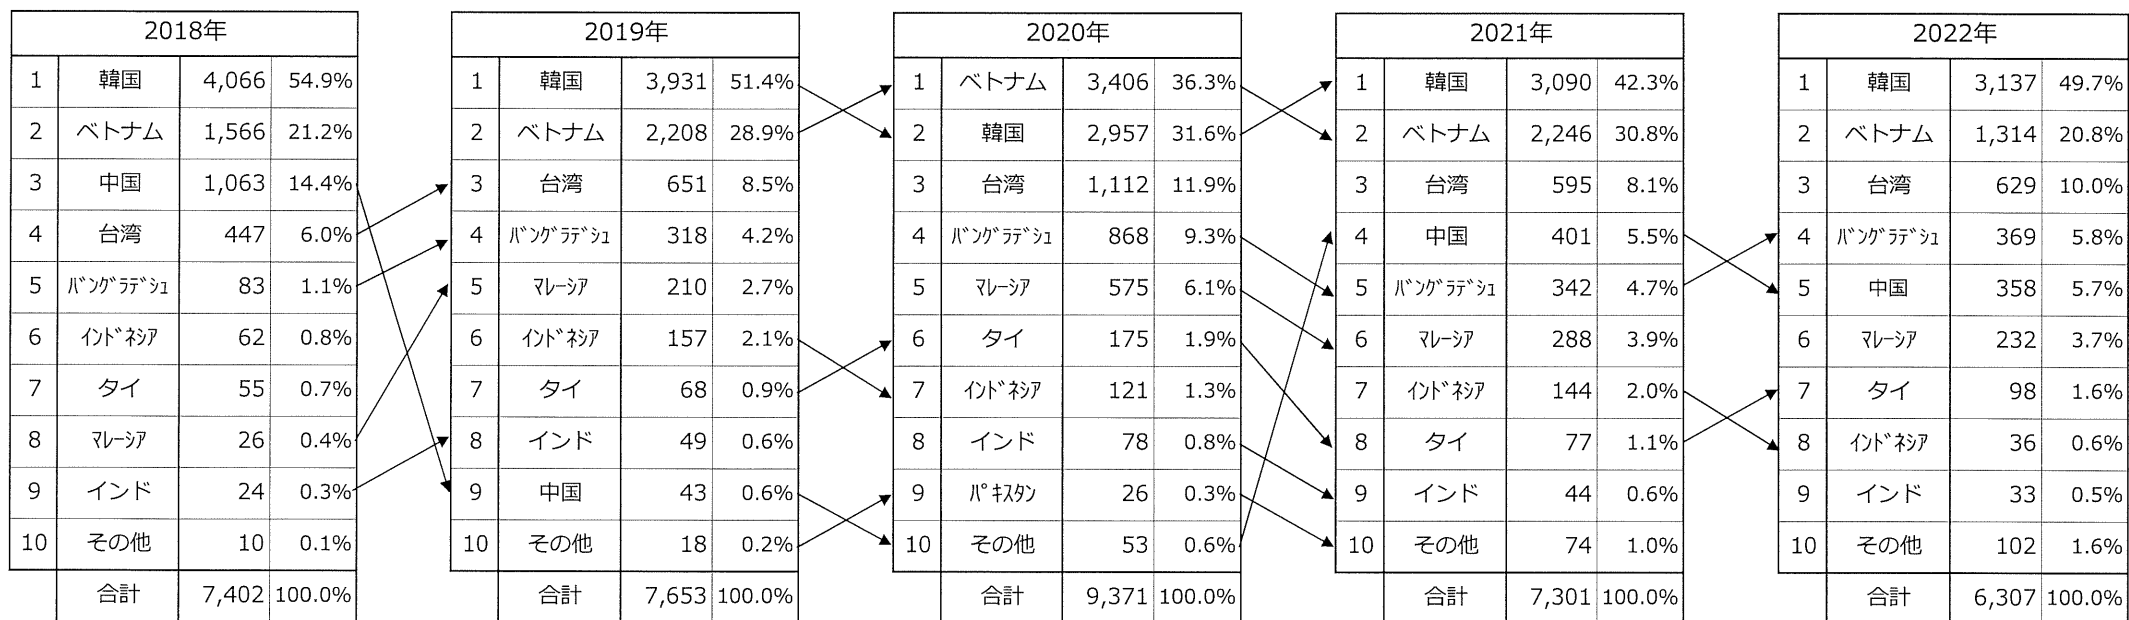 2018年
1 韓国 4,066 54.9%
2 ベトナム 1,566 21.2%
3 中国 1,063 14.4%
4 台湾 447 6.0%
5 バングラデシュ 83 1.1%
6 インドネシア 62 0.8%
7 タイ 55 0.7%
8 マレーシア 26 0.4%
9 インド 24 0.3%
10 その他 10 0.1%
合計 7,402 100.0%
2019年
1 韓国 3,931 51.4%
2 ベトナム 2,208 28.9%
3 台湾 651 8.5%
4 バングラデシュ 318 4.2%
5 マレーシア 210 2.7%
6 インドネシア 157 2.1%
7 タイ 68 0.9%
8 インド 49 0.6%
9 中国 43 0.6%
10 その他 18 0.2%
合計 7,653 100.0%
2020年
1 ベトナム 3,406 36.3%
2 韓国 2,957 31.6%
3 台湾 1,112 11.9%
4 バングラデシュ 868 9.3%
5 マレーシア 575 6.1%
6 タイ 175 1.9%
7 インドネシア 121 1.3%
8 インド 78 0.8%
9 パキスタン 26 0.3%
10 その他 53 0.6%
合計 9,371 100.0%
2021年
1 韓国 3,090 42.3%
2 ベトナム 2,246 30.8%
3 台湾 595 8.1%
4 中国 401 5.5%
5 バングラデシュ 342 4.7%
6 マレーシア 288 3.9%
7 インドネシア 144 2.0%
8 タイ 77 1.1%
9 インド 44 0.6%
10 その他 74 1.0%
合計 7,301 100.0%
2022年
1 韓国 3,137 49.7%
2 ベトナム 1,314 20.8%
3 台湾 629 10.0%
4 バングラデシュ 369 5.8%
5 中国 358 5.7%
6 マレーシア 232 3.7%
7 タイ 98 1.6%
8 インドネシア 36 0.6%
9 インド 33 0.5%
10 その他 102 1.6%
合計 6,307 100.0%